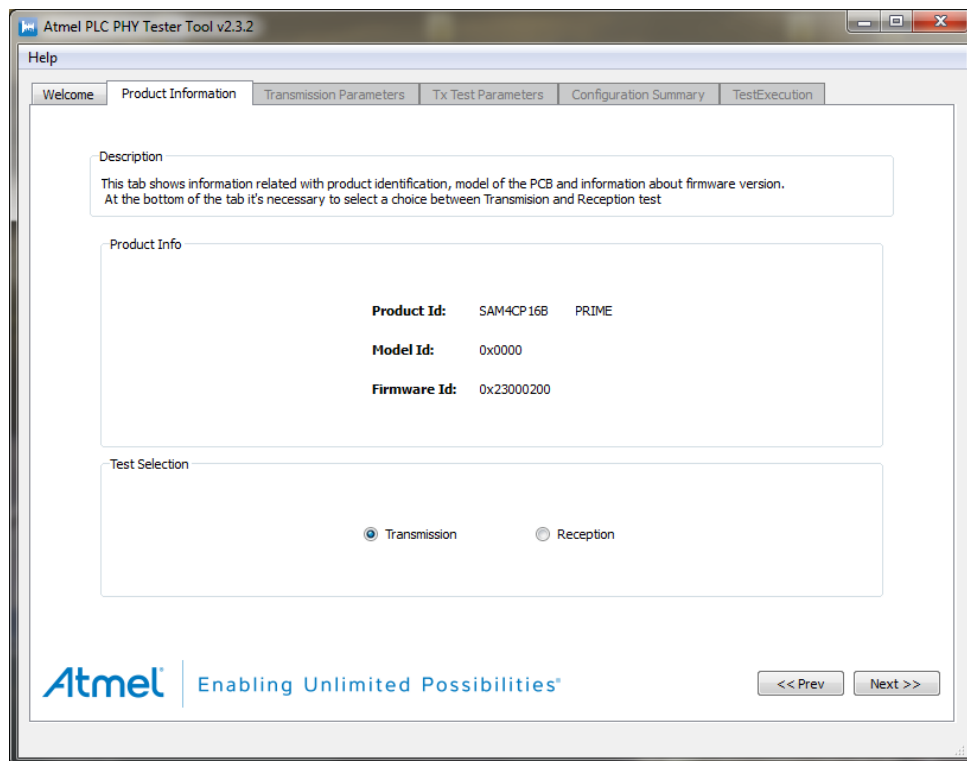 Atmel PLC PHY Tester Tool v2.3.2
Help
Welcome Product Information Transmission Parameters Tx Test Parameters Configuration Summary TestExecution
Description
This tab shows information related with product identification, model of the PCB and information about firmware version.
At the bottom of the tab it's necessary to select a choice between Transmision and Reception test
Product Info
Product Id: SAM4CP16B PRIME
Model Id: 0x0000
Firmware Id: 0x23000200
Test Selection
Transmission Reception
Atmel® Enabling Unlimited Possibilities®
<< Prev Next >>